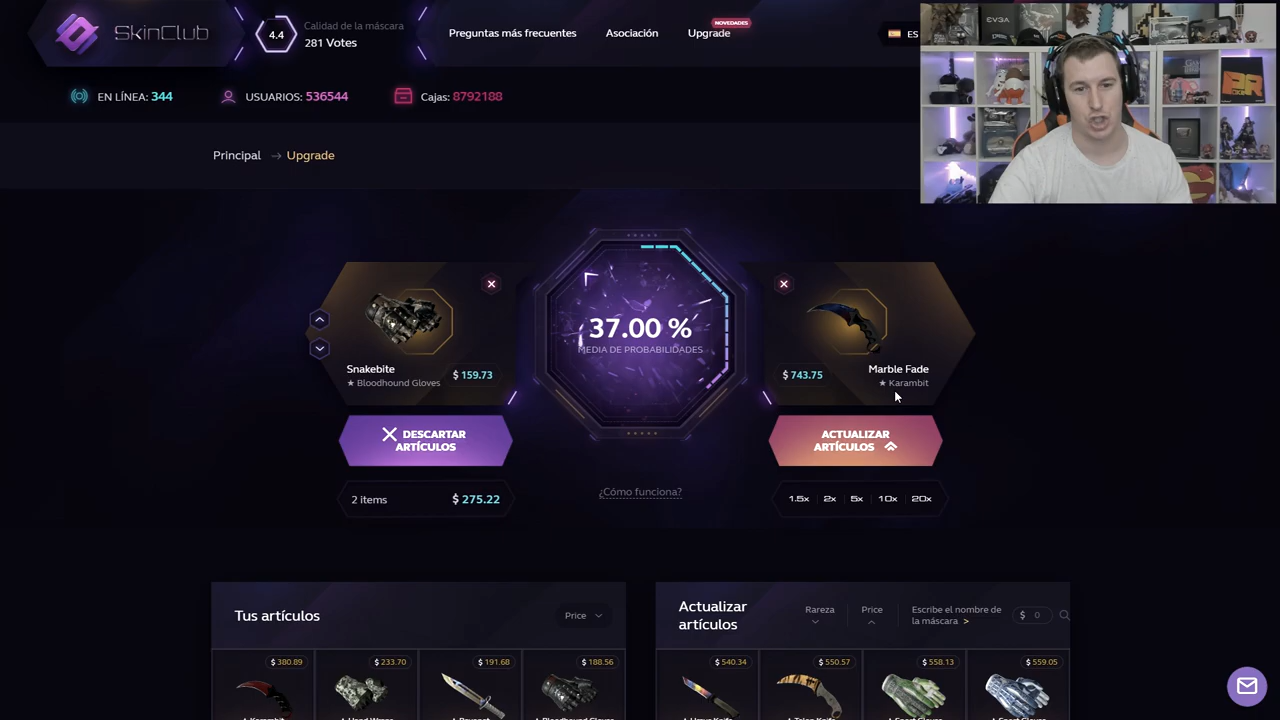 SKINCLUB
4.4
Calidad de la máscara
281 Votes
Preguntas más frecuentes
Asociación
Upgrade
NOVEDADES
ES
EVGA
EN LÍNEA: 344
USUARIOS: 536544
Cajas: 8792188
Principal → Upgrade
37.00 %
MEDIA DE PROBABILIDADES
Snakebite
★ Bloodhound Gloves
$ 159.73
$ 743.75
Marble Fade
★ Karambit
DESCARTAR
ARTÍCULOS
ACTUALIZAR
ARTÍCULOS
2 items
$ 275.22
¿Cómo funciona?
1.5x
2x
5x
10x
20x
Tus artículos
Price
Actualizar
artículos
Rareza
Price
Escribe el nombre de
la máscara >
$ 0
$ 380.89
$ 233.70
$ 191.68
$ 188.56
$ 540.34
$ 550.57
$ 558.13
$ 559.05